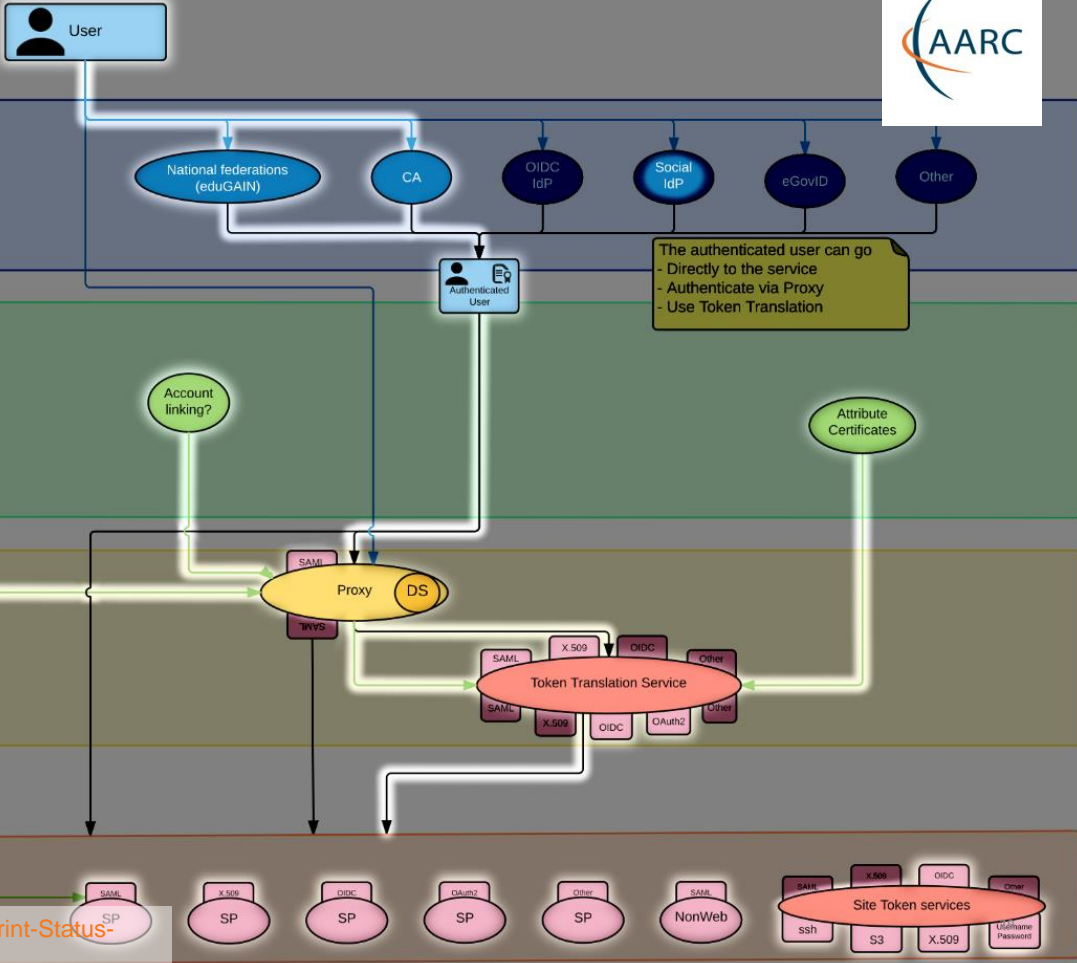 User
AARC
National federations
(eduGAIN)
CA
OIDC
IdP
Social
IdP
eGovID
Other
The authenticated user can go
- Directly to the service
- Authenticate via Proxy
- Use Token Translation
Authenticated
User
Account
linking?
Attribute
Certificates
SAML
Proxy
DS
SAML
SAML
X.509
OIDC
Other
Token Translation Service
SAML
X.509
OIDC
OAuth2
Other
SAML
SP
X.509
SP
OIDC
SP
OAuth2
SP
Other
SP
SAML
NonWeb
SAML
X.509
OIDC
Other
Site Token services
ssh
S3
X.509
Username
Password
rint-Status-